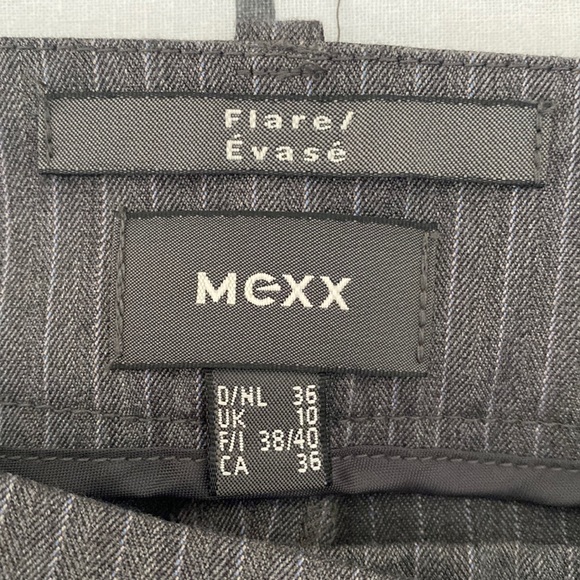 Flare/
Évasé
Mexx
D/NL 36
UK 10
F/I 38/40
CA 36